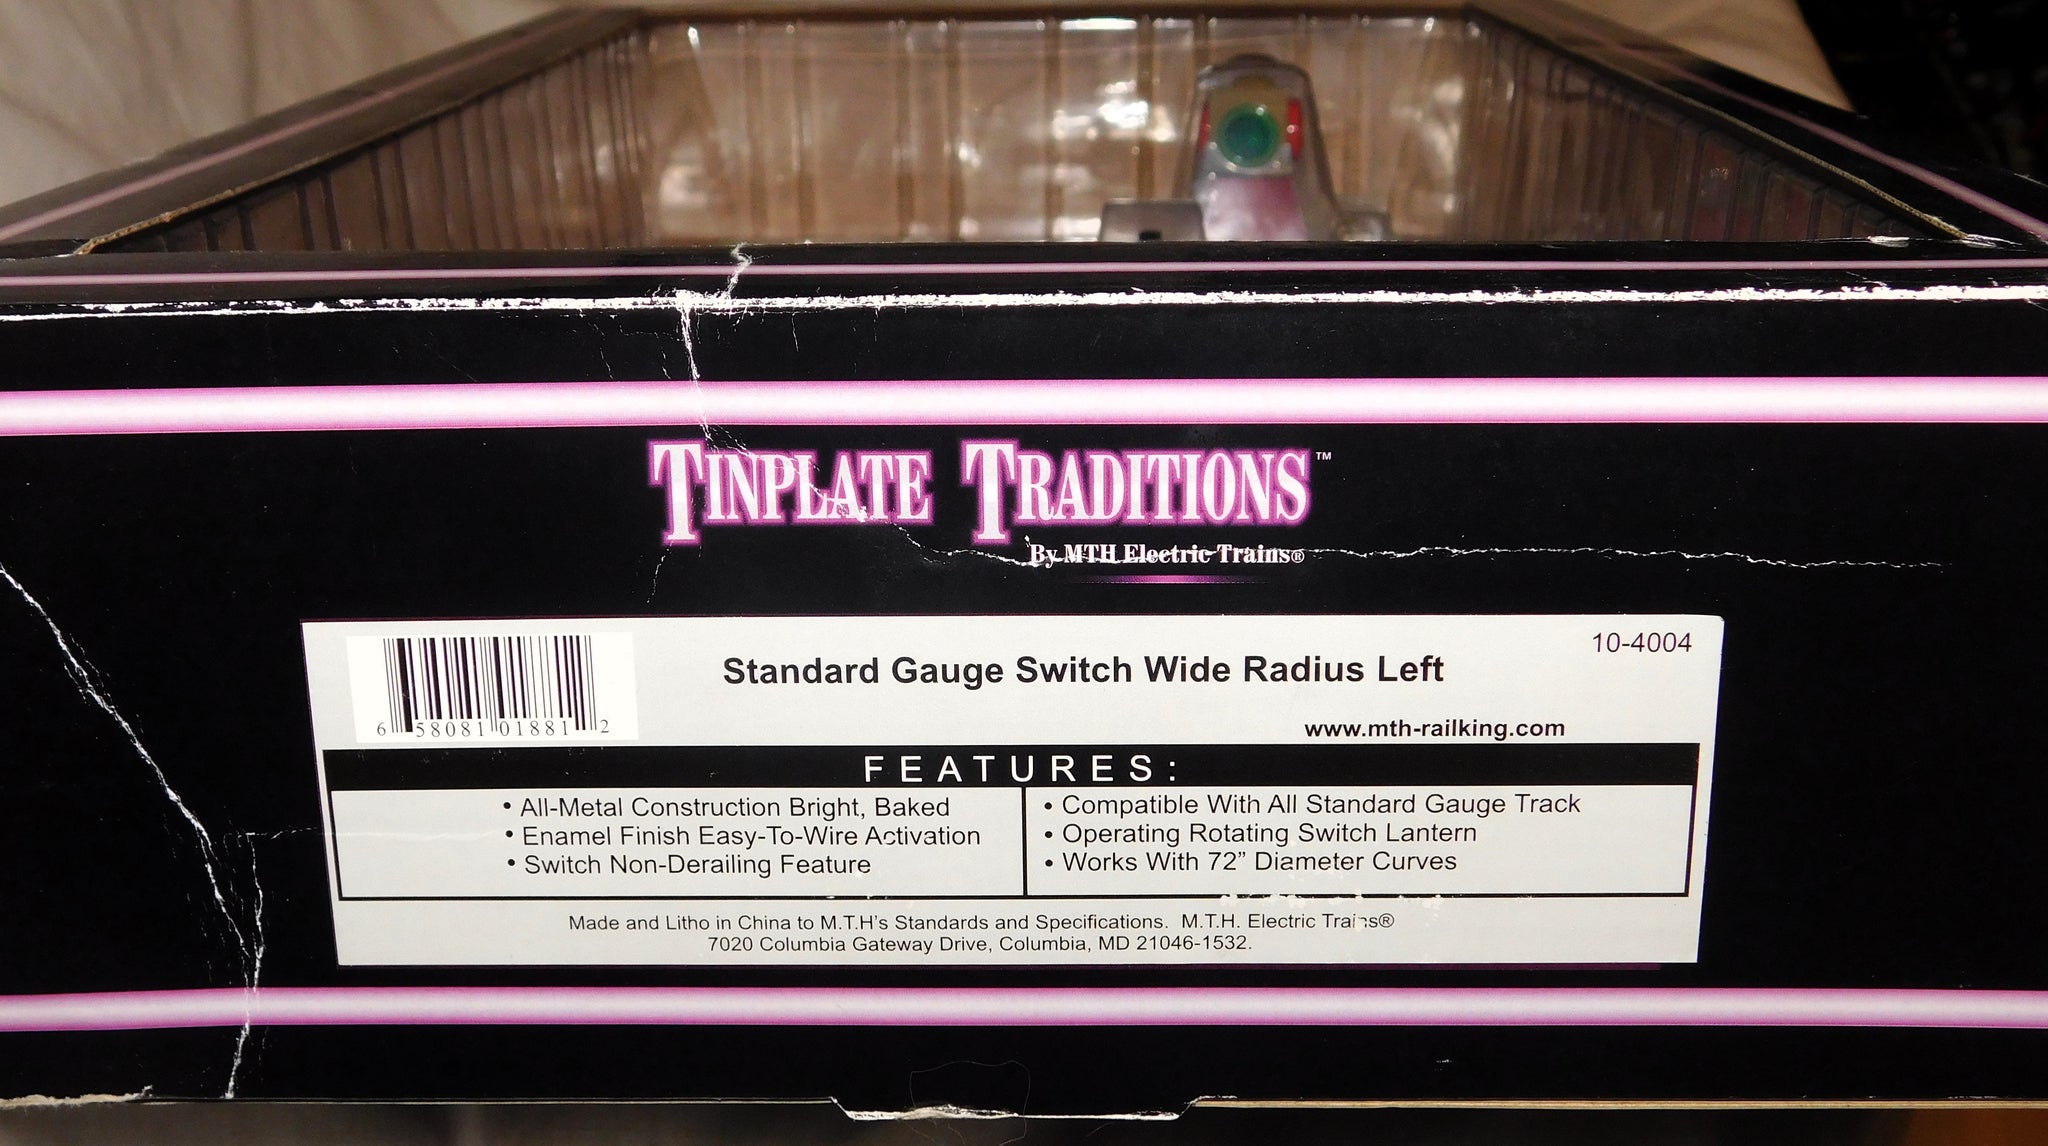 TINPLATE TRADITIONS™
By MTH Electric Trains®
10-4004
Standard Gauge Switch Wide Radius Left
6 58081 01881 2
www.mth-railking.com
FEATURES:
• All-Metal Construction Bright, Baked
• Enamel Finish Easy-To-Wire Activation
• Switch Non-Derailing Feature
• Compatible With All Standard Gauge Track
• Operating Rotating Switch Lantern
• Works With 72” Diameter Curves
Made and Litho in China to M.T.H's Standards and Specifications. M.T.H. Electric Trains®
7020 Columbia Gateway Drive, Columbia, MD 21046-1532.